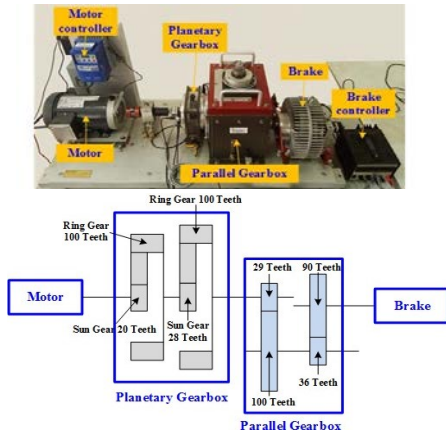 Motor
controller
Planetary
Gearbox
Brake
Brake
controller
Motor
Parallel Gearbox
Ring Gear 100 Teeth
Ring Gear
100 Teeth
29 Teeth
90 Teeth
Motor
Brake
Sun Gear 20 Teeth
Sun Gear
28 Teeth
36 Teeth
Planetary Gearbox
100 Teeth
Parallel Gearbox